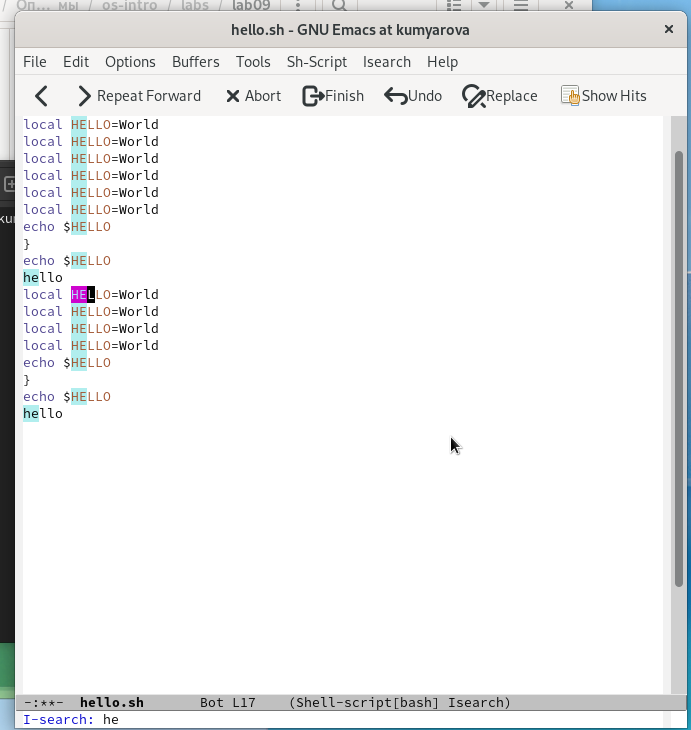 Оп... мы / os-intro / labs / lab09
hello.sh - GNU Emacs at kumyarova
File Edit Options Buffers Tools Sh-Script Isearch Help
Repeat Forward Abort Finish Undo Replace Show Hits
local HELLO=World
local HELLO=World
local HELLO=World
local HELLO=World
local HELLO=World
local HELLO=World
echo $HELLO
}
echo $HELLO
hello
local HELLO=World
local HELLO=World
local HELLO=World
local HELLO=World
echo $HELLO
}
echo $HELLO
hello
-:**- hello.sh Bot L17 (Shell-script[bash] Isearch)
I-search: he